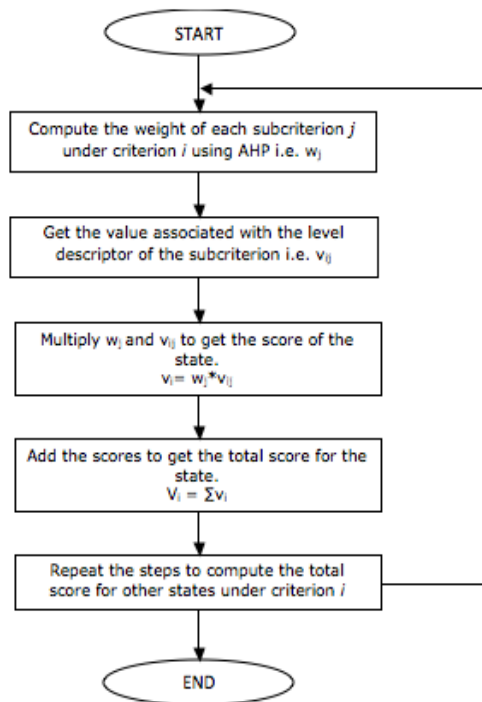 START
Compute the weight of each subcriterion j
under criterion i using AHP i.e. wⱼ
Get the value associated with the level
descriptor of the subcriterion i.e. vᵢⱼ
Multiply wⱼ and vᵢⱼ to get the score of the
state.
vᵢ= wⱼ*vᵢⱼ
Add the scores to get the total score for the
state.
Vᵢ = Σvᵢ
Repeat the steps to compute the total
score for other states under criterion i
END